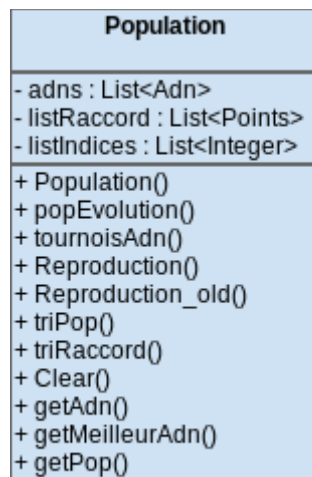 Population
- adns : List<Adn>
- listRaccord : List<Points>
- listIndices : List<Integer>
+ Population()
+ popEvolution()
+ tournoisAdn()
+ Reproduction()
+ Reproduction_old()
+ triPop()
+ triRaccord()
+ Clear()
+ getAdn()
+ getMeilleurAdn()
+ getPop()